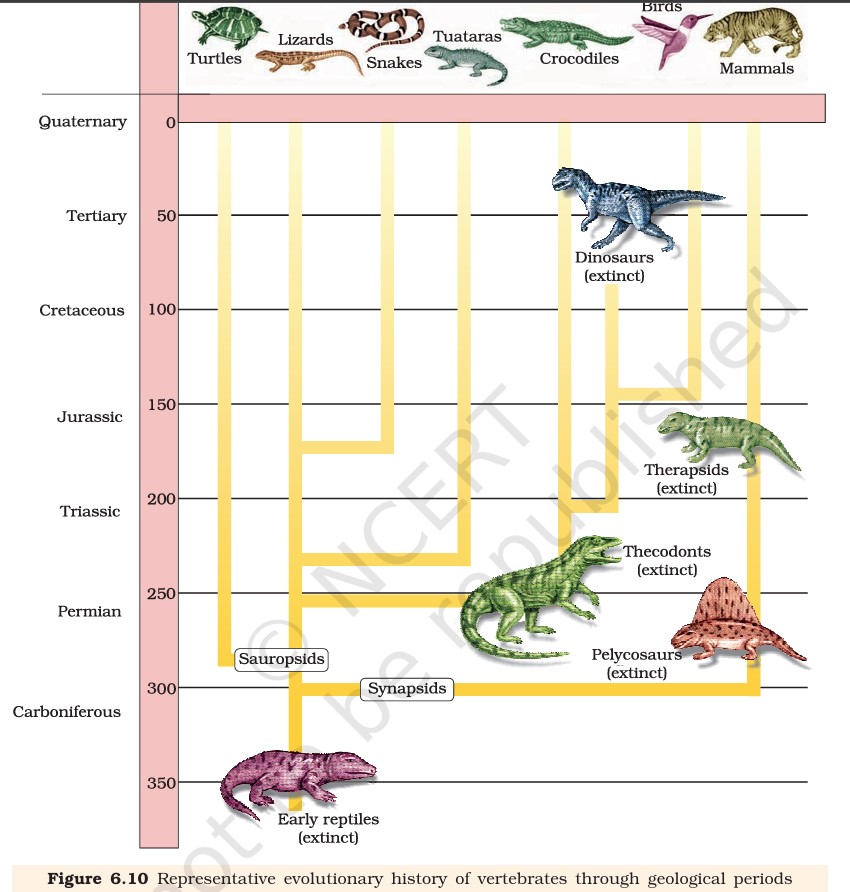 Birds
Tuataras
Lizards
Turtles
Snakes
Crocodiles
Mammals
Quaternary
0
Tertiary
50
Dinosaurs
(extinct)
Cretaceous
100
150
Jurassic
Therapsids
(extinct)
200
Triassic
Thecodonts
(extinct)
250
Permian
Sauropsids
Pelycosaurs
(extinct)
300
Synapsids
Carboniferous
350
Early reptiles
(extinct)
© NCERT
not to be republished
Figure 6.10 Representative evolutionary history of vertebrates through geological periods